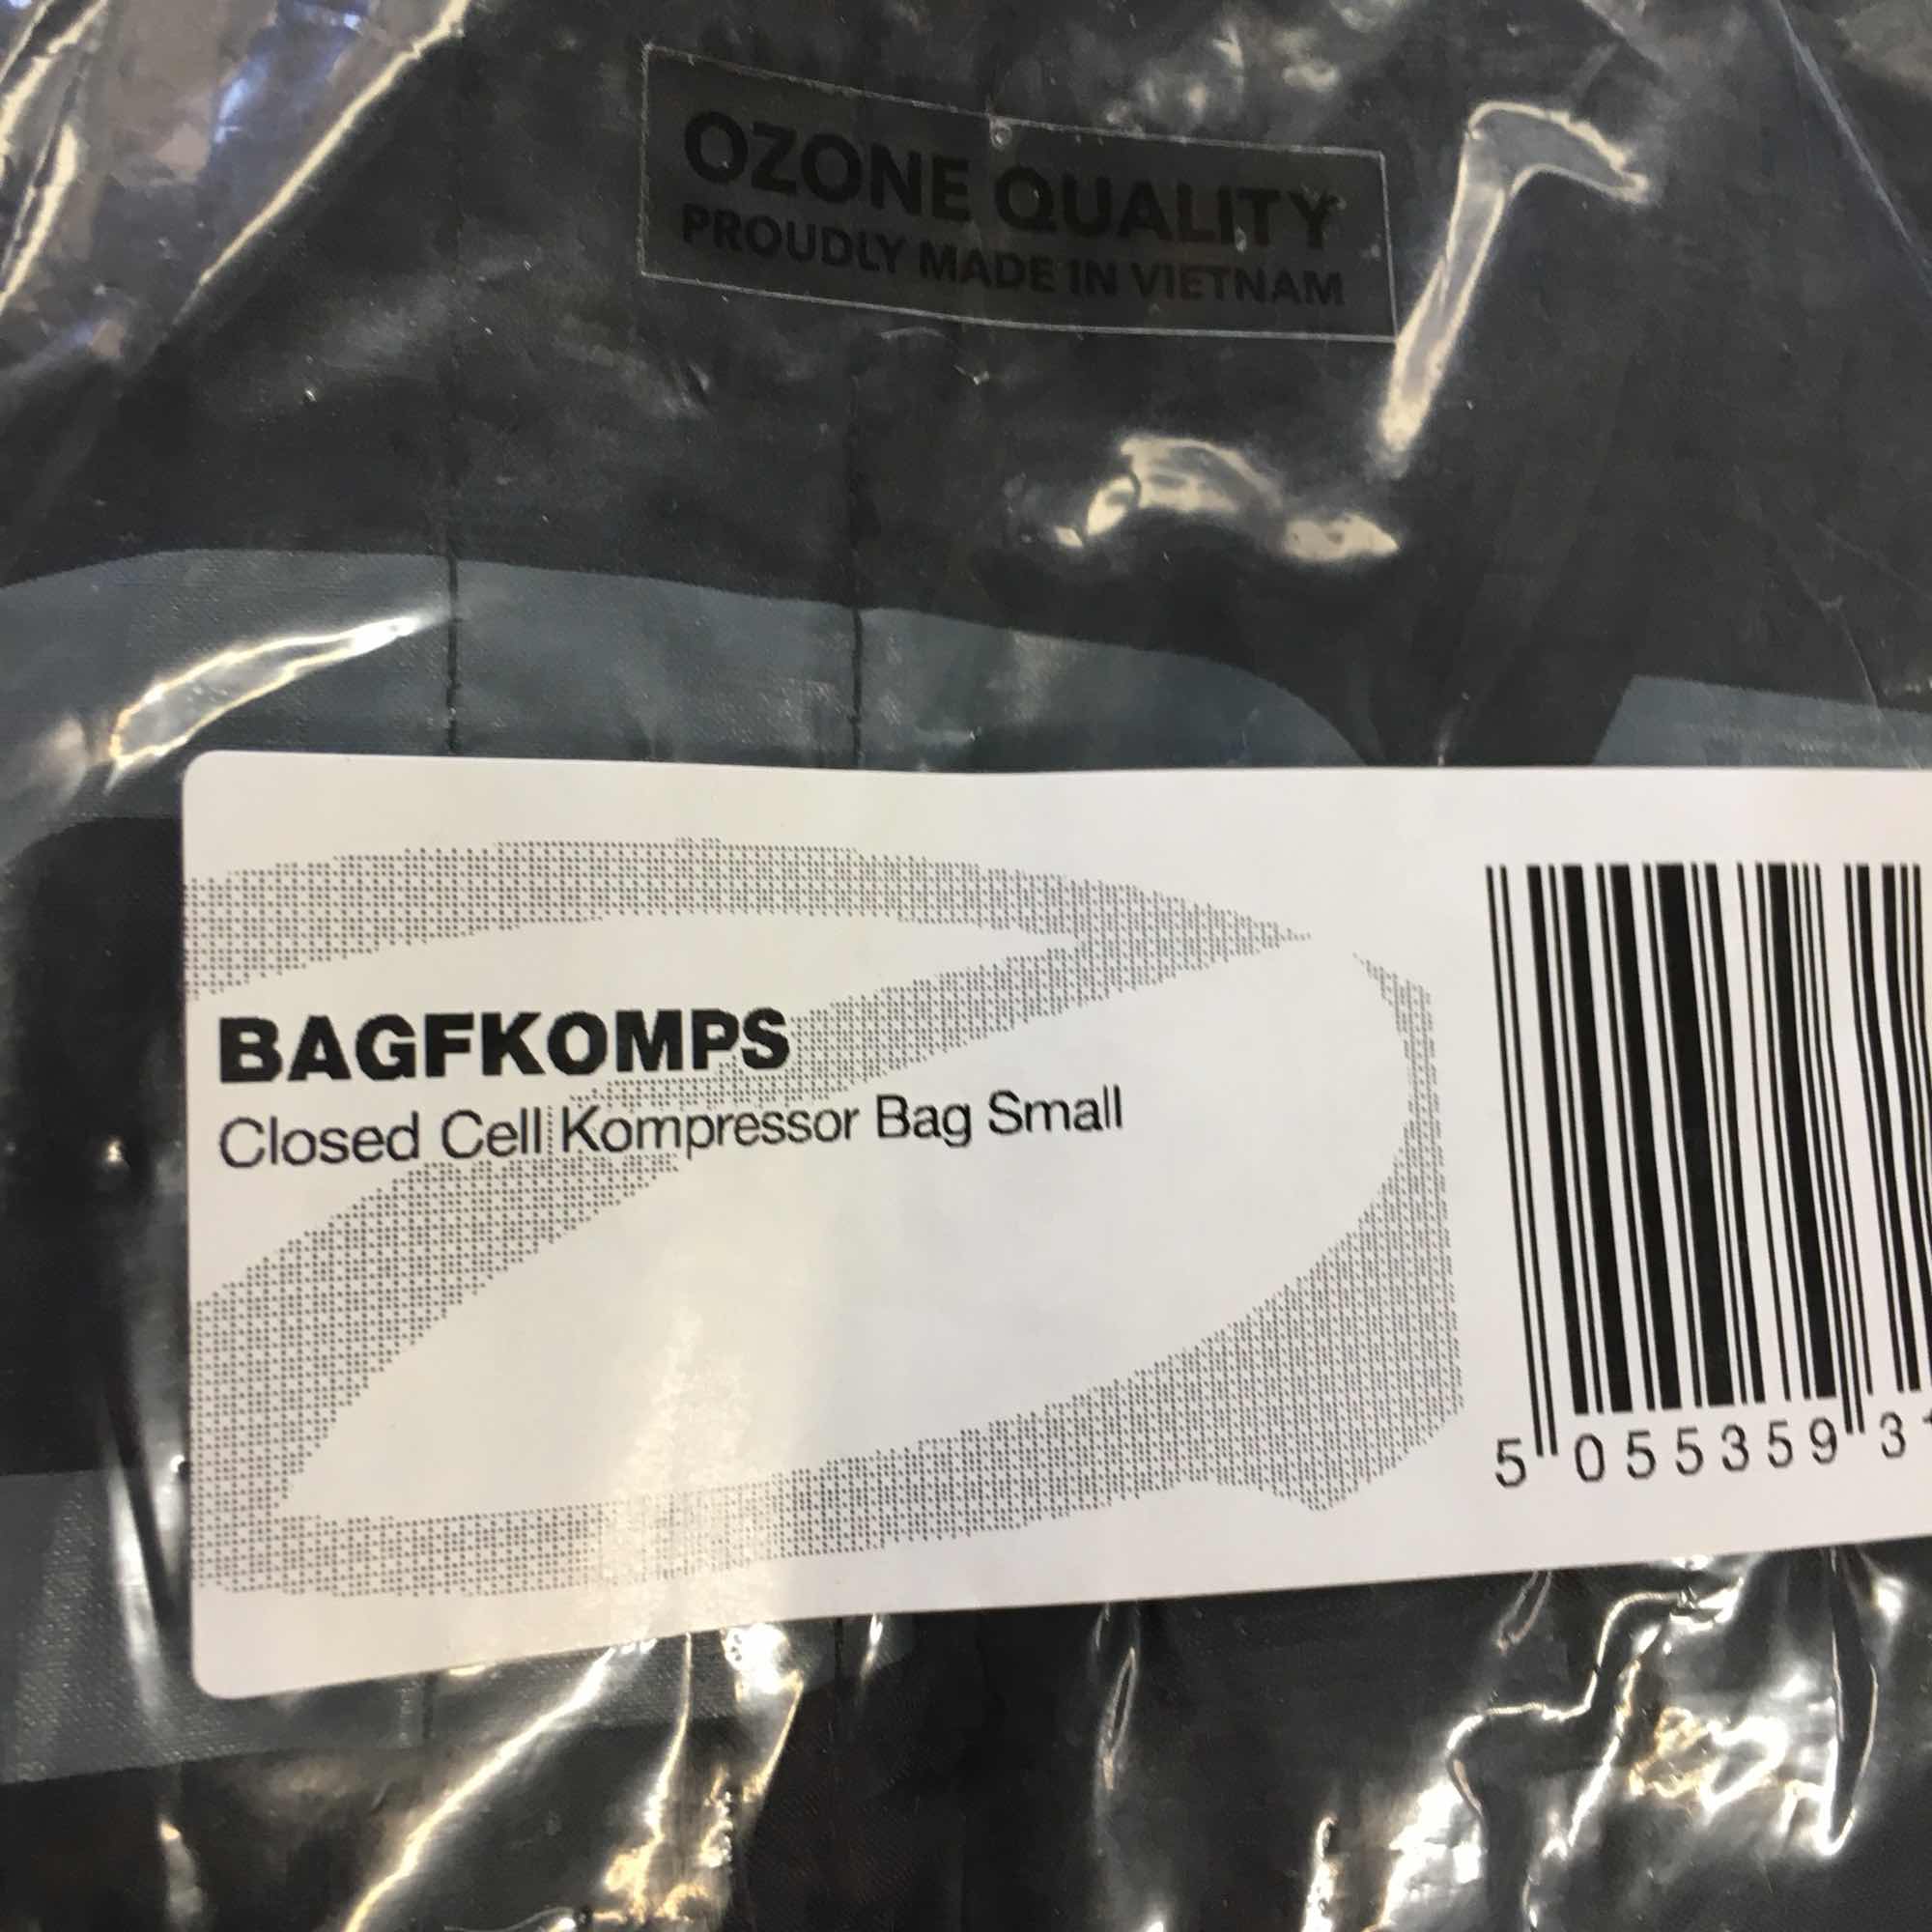 OZONE QUALITY
PROUDLY MADE IN VIETNAM
BAGFKOMPS
Closed Cell Kompressor Bag Small
5 055359 3